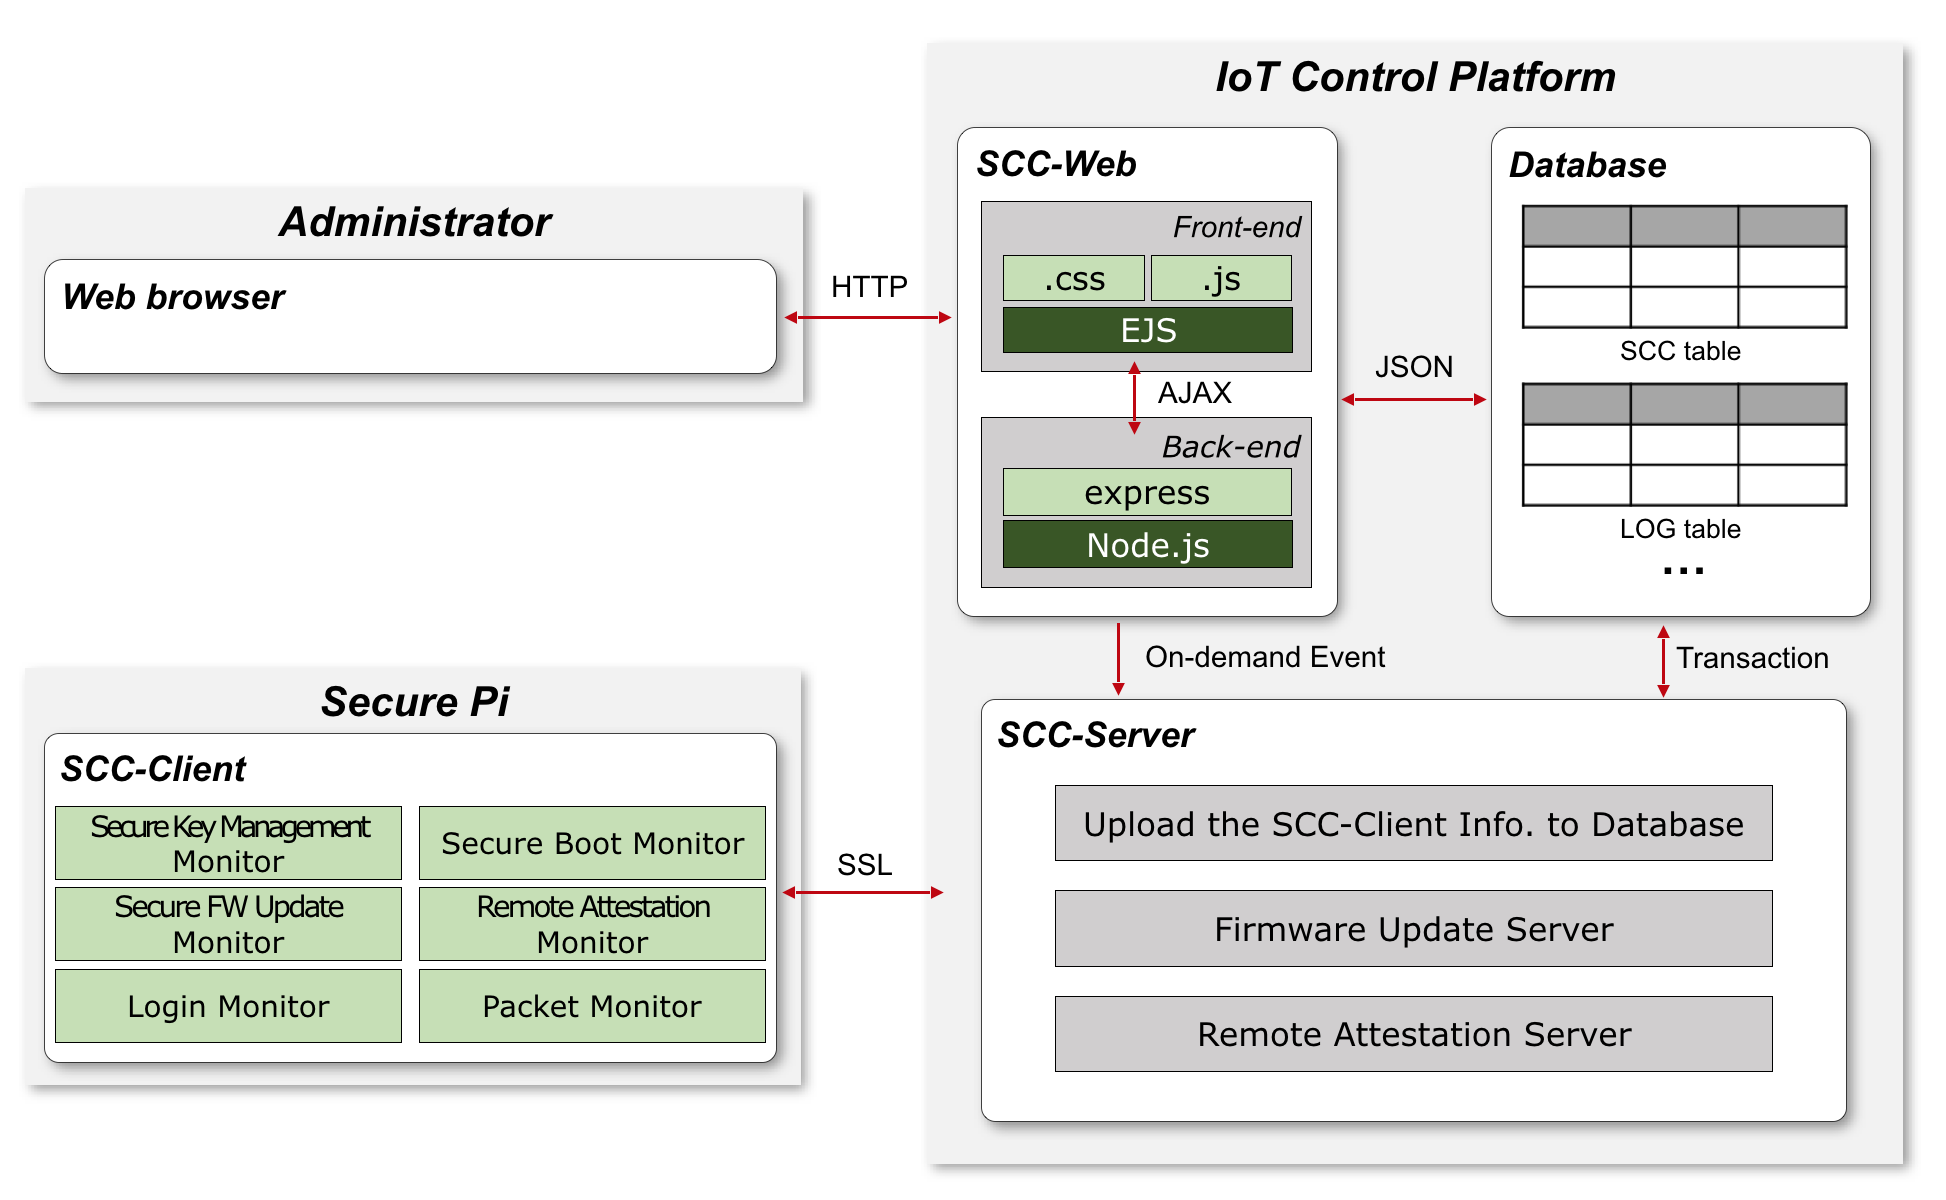 IoT Control Platform
SCC-Web
Front-end
.css
.js
EJS
AJAX
Back-end
express
Node.js
Database
SCC table
LOG table
...
JSON
Administrator
Web browser
HTTP
On-demand Event
Transaction
Secure Pi
SCC-Client
Secure Key Management
Monitor
Secure Boot Monitor
Secure FW Update
Monitor
Remote Attestation
Monitor
Login Monitor
Packet Monitor
SSL
SCC-Server
Upload the SCC-Client Info. to Database
Firmware Update Server
Remote Attestation Server